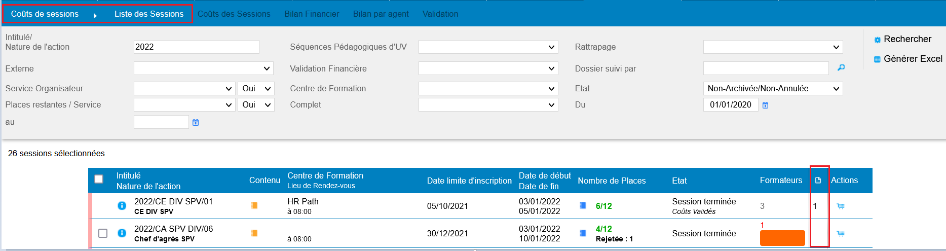 Coûts de sessions Liste des Sessions Coûts des Sessions Bilan Financier Bilan par agent Validation
Intitulé/
Nature de l'action 2022 Séquences Pédagogiques d'UV Rattrapage
Rechercher
Générer Excel
Externe Validation Financière Dossier suivi par
Service Organisateur Oui Centre de Formation Etat Non-Archivée/Non-Annulée
Places restantes / Service Oui Complet Du 01/01/2020
au
26 sessions sélectionnées
Intitulé
Nature de l'action
Contenu
Centre de Formation
Lieu de Rendez-vous
Date limite d'inscription
Date de début
Date de fin
Nombre de Places
Etat
Formateurs
Actions
2022/CE DIV SPV/01
CE DIV SPV
HR Path
à 08:00
05/10/2021
03/01/2022
05/01/2022
6/12
Session terminée
Coûts Validés
3
1
2022/CA SPV DIV/06
Chef d'agrès SPV
à 08:00
30/12/2021
03/01/2022
10/01/2022
4/12
Rejetée : 1
Session terminée
1